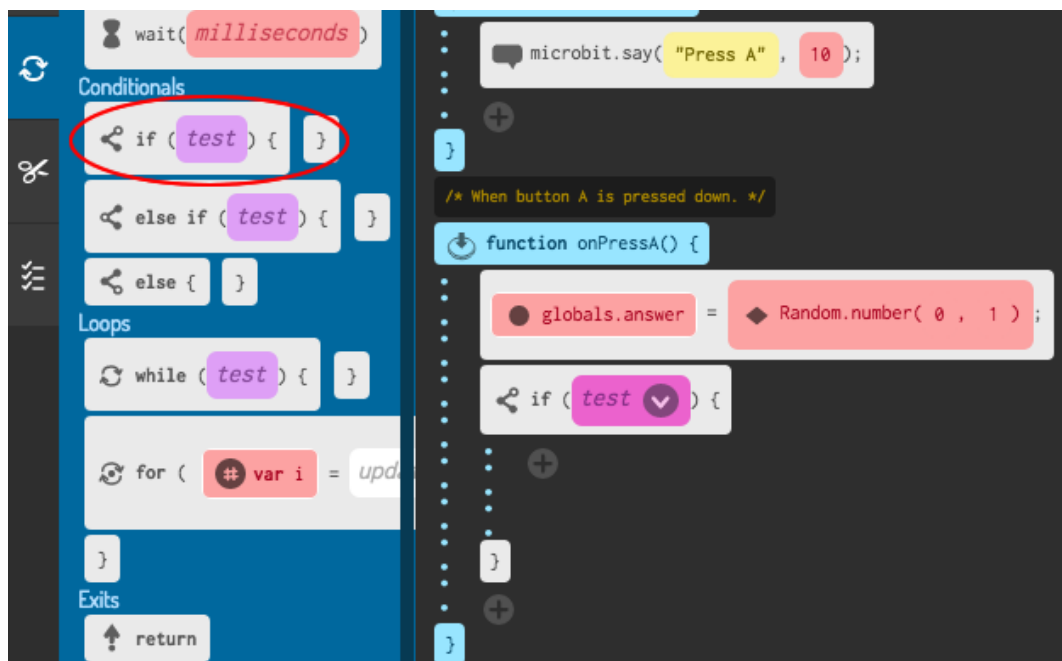 wait( milliseconds )
Conditionals
if ( test ) { }
else if ( test ) { }
else { }
Loops
while ( test ) { }
for ( # var i =
}
Exits
return
microbit.say( "Press A" , 10 );
}
/* When button A is pressed down. */
function onPressA() {
globals.answer = Random.number( 0 , 1 ) ;
if ( test ) {
}
}